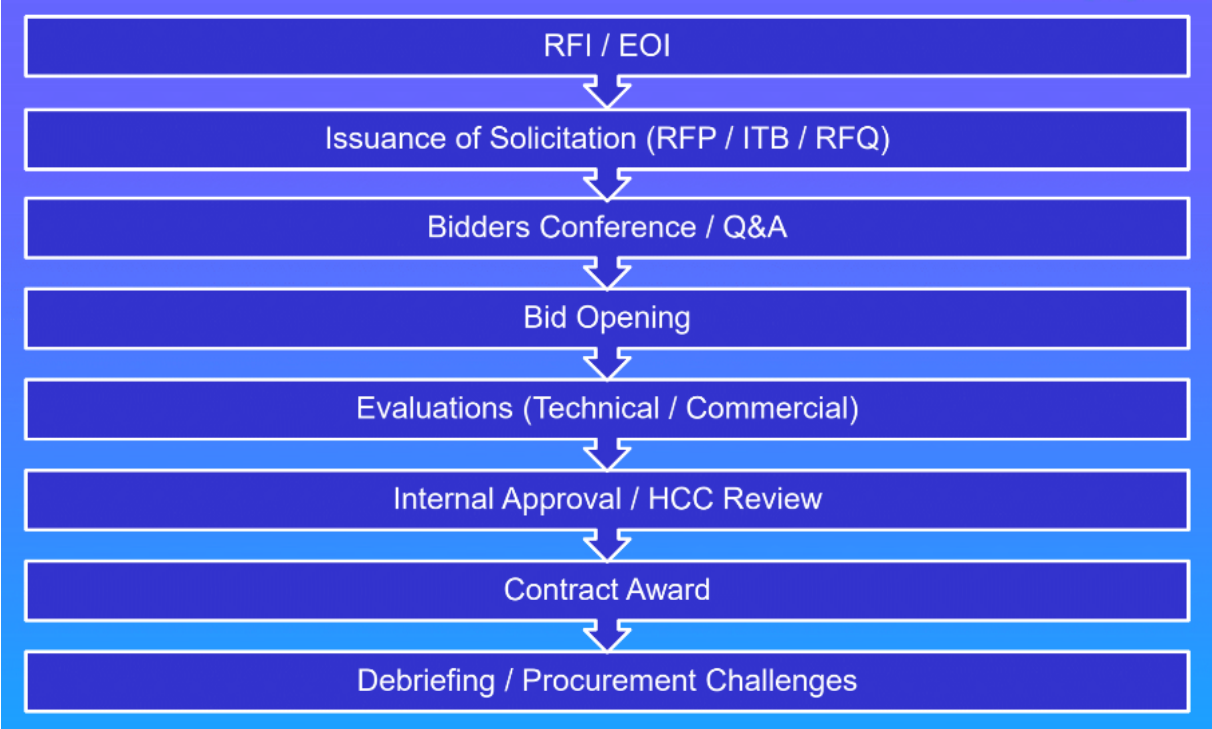 RFI / EOI
Issuance of Solicitation (RFP / ITB / RFQ)
Bidders Conference / Q&A
Bid Opening
Evaluations (Technical / Commercial)
Internal Approval / HCC Review
Contract Award
Debriefing / Procurement Challenges